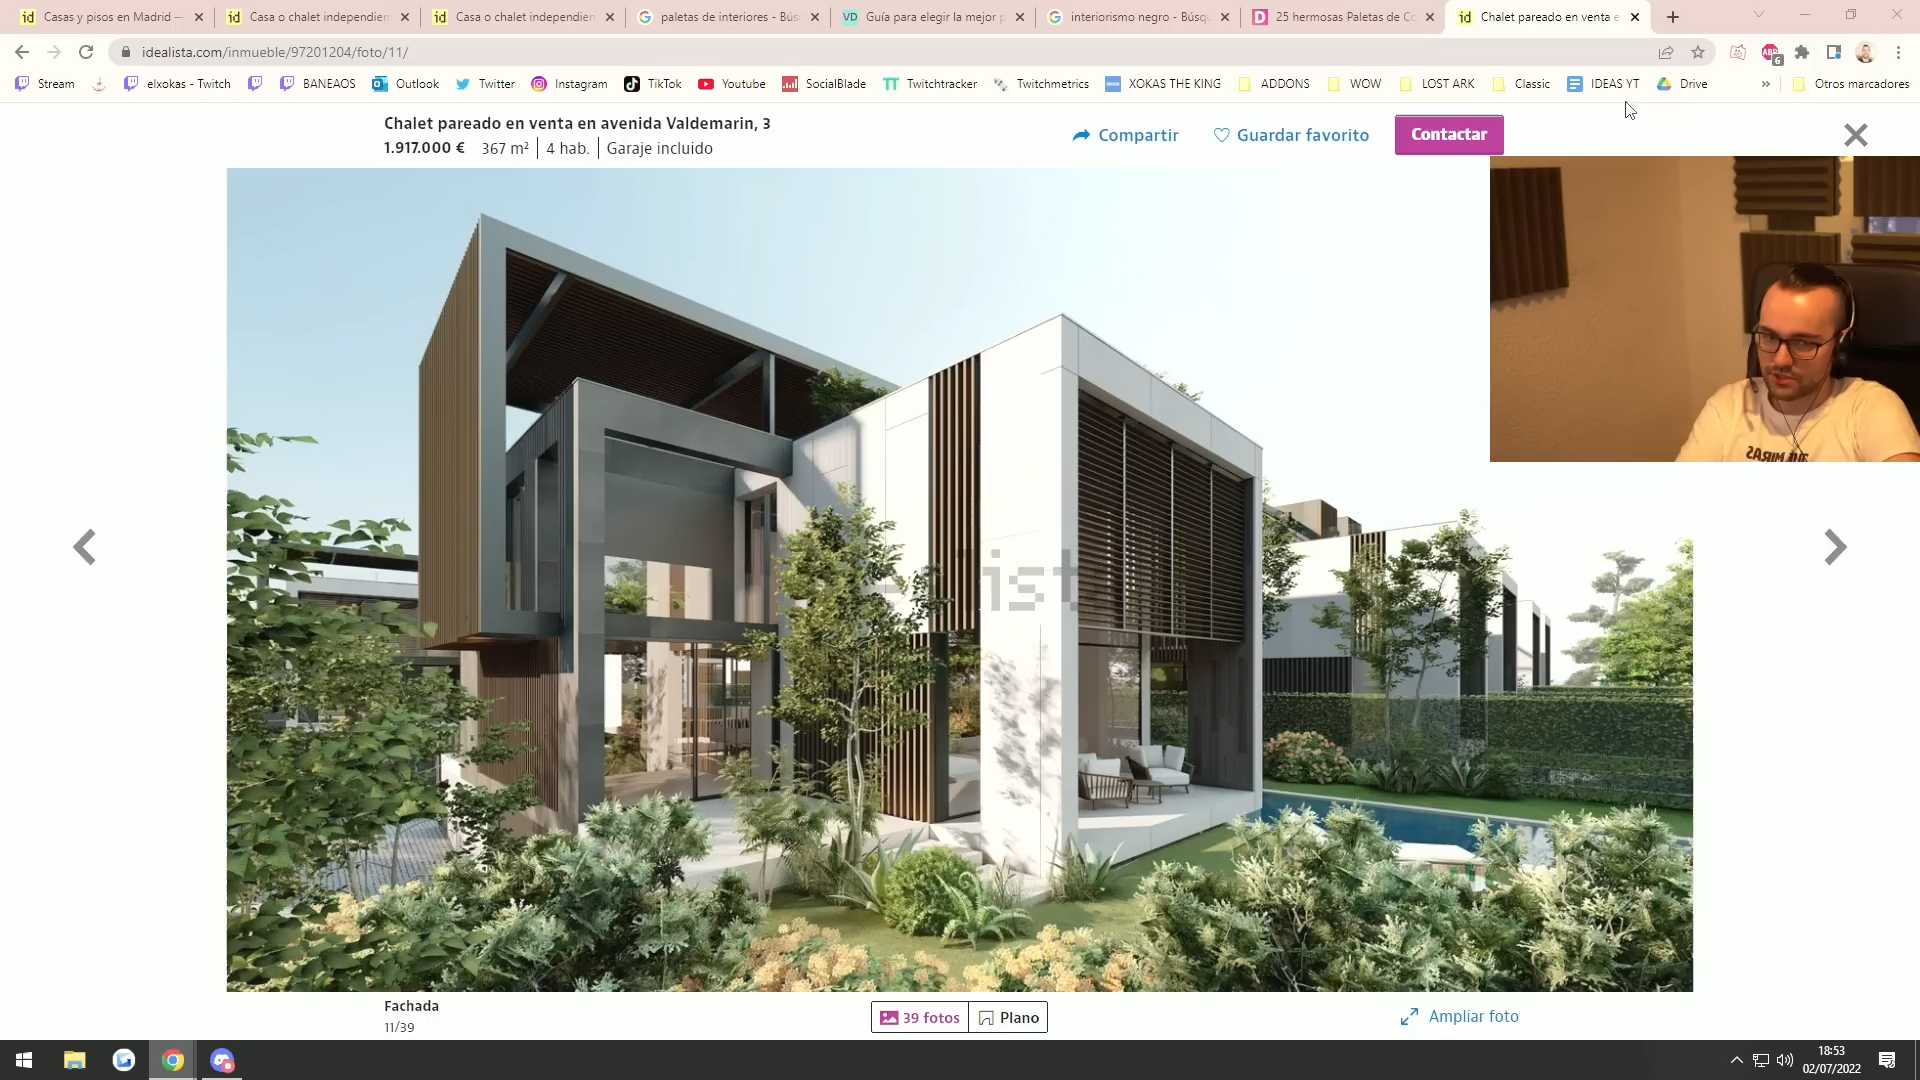 Casas y pisos en Madrid —
Casa o chalet independien
Casa o chalet independien
paletas de interiores - Bús
Guía para elegir la mejor p
interiorismo negro - Búsqu
25 hermosas Paletas de Co
Chalet pareado en venta e
idealista.com/inmueble/97201204/foto/11/
Stream
elxokas - Twitch
BANEAOS
Outlook
Twitter
Instagram
TikTok
Youtube
SocialBlade
Twitchtracker
Twitchmetrics
XOKAS THE KING
ADDONS
WOW
LOST ARK
Classic
IDEAS YT
Drive
»
Otros marcadores
Chalet pareado en venta en avenida Valdemarin, 3
1.917.000 € 367 m² 4 hab. Garaje incluido
Compartir
Guardar favorito
Contactar
Fachada
11/39
39 fotos
Plano
Ampliar foto
18:53
02/07/2022